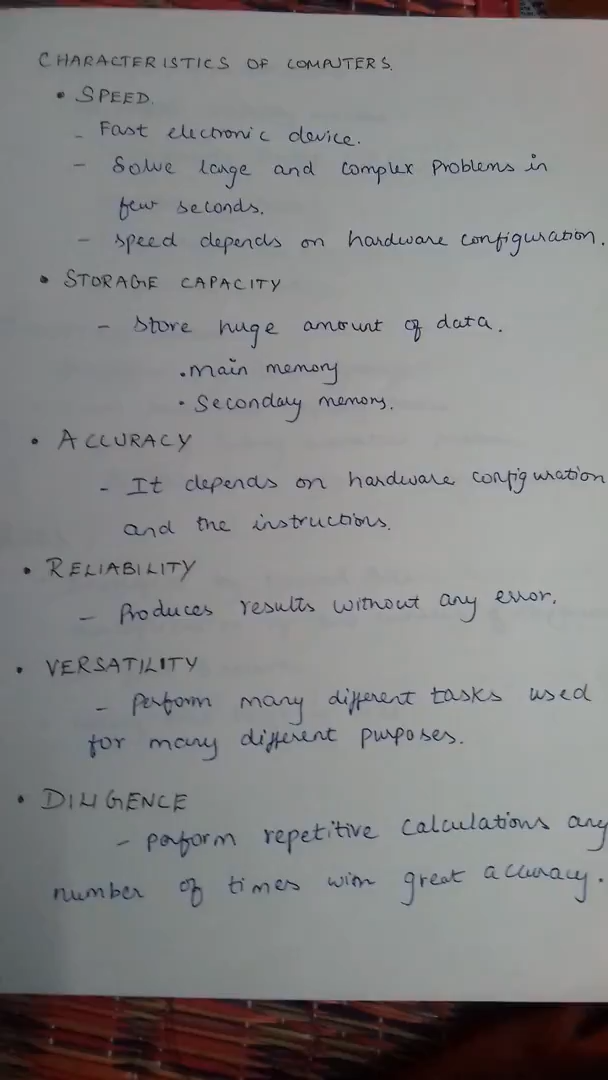 CHARACTERISTICS OF COMPUTERS.
• SPEED.
- Fast electronic device.
- Solve large and complex problems in
few seconds.
- speed depends on hardware configuration.
• STORAGE CAPACITY
- Store huge amount of data.
• main memory
• Secondary memory.
• ACCURACY
- It depends on hardware configuration
and the instructions.
• RELIABILITY
- Produces results without any error.
• VERSATILITY
- perform many different tasks used
for many different purposes.
• DILIGENCE
- perform repetitive calculations any
number of times with great accuracy.